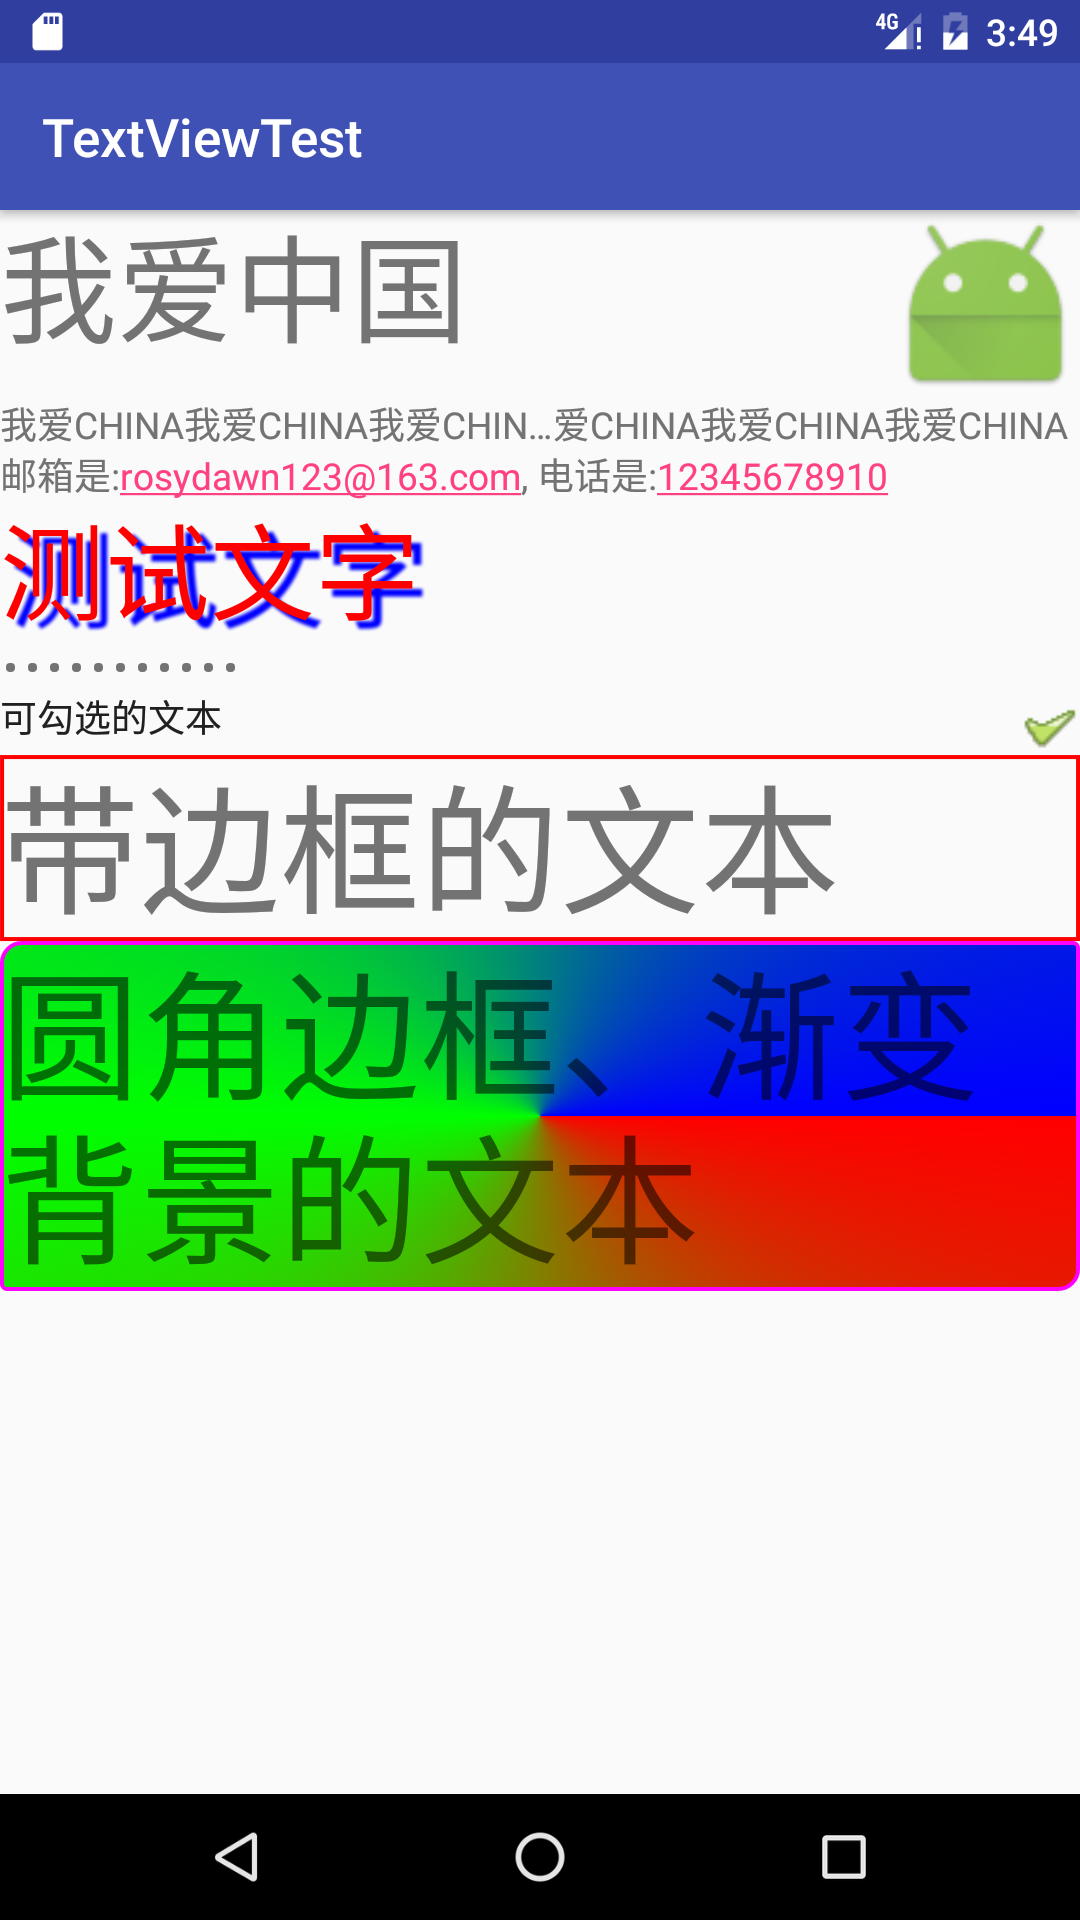 4G 3:49
TextViewTest
我爱中国
我爱CHINA我爱CHINA我爱CHIN…爱CHINA我爱CHINA我爱CHINA
邮箱是:rosydawn123@163.com, 电话是:12345678910
测试文字
···········
可勾选的文本
带边框的文本
圆角边框、渐变
背景的文本